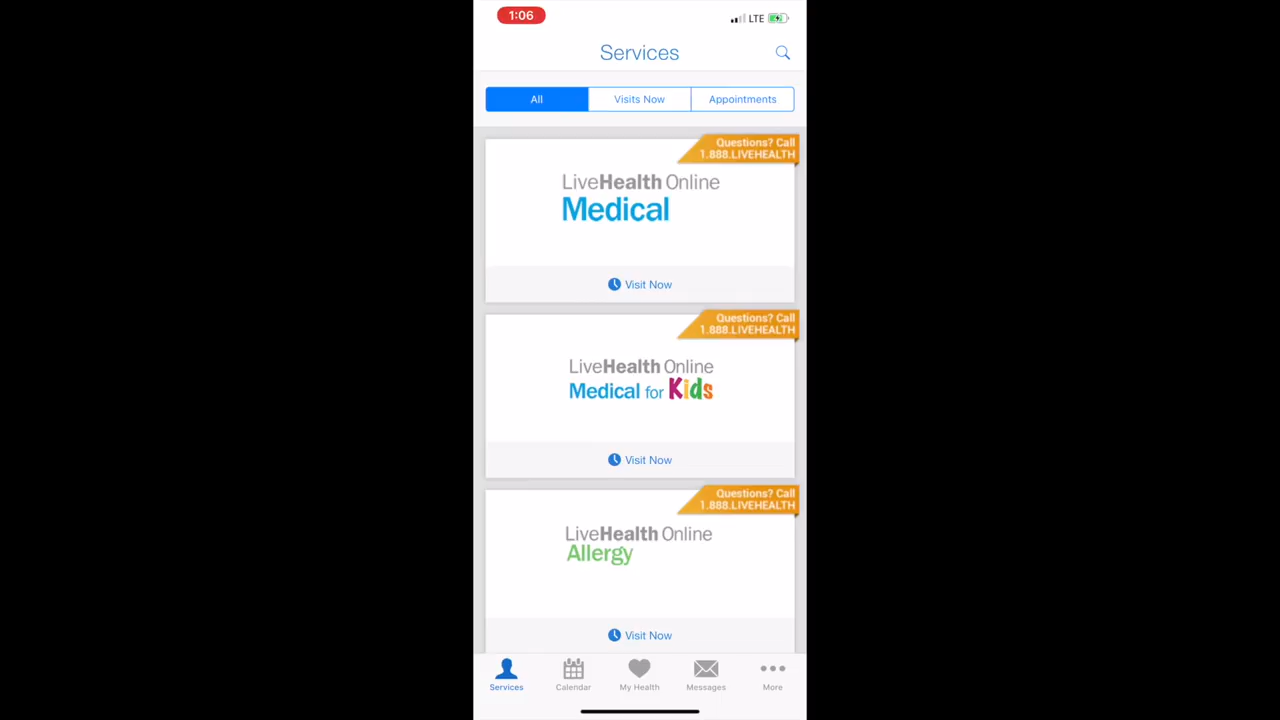 1:06
LTE
Services
All
Visits Now
Appointments
Questions? Call
1.888.LIVEHEALTH
LiveHealth Online
Medical
Visit Now
Questions? Call
1.888.LIVEHEALTH
LiveHealth Online
Medical for Kids
Visit Now
Questions? Call
1.888.LIVEHEALTH
LiveHealth Online
Allergy
Visit Now
Services
Calendar
My Health
Messages
More